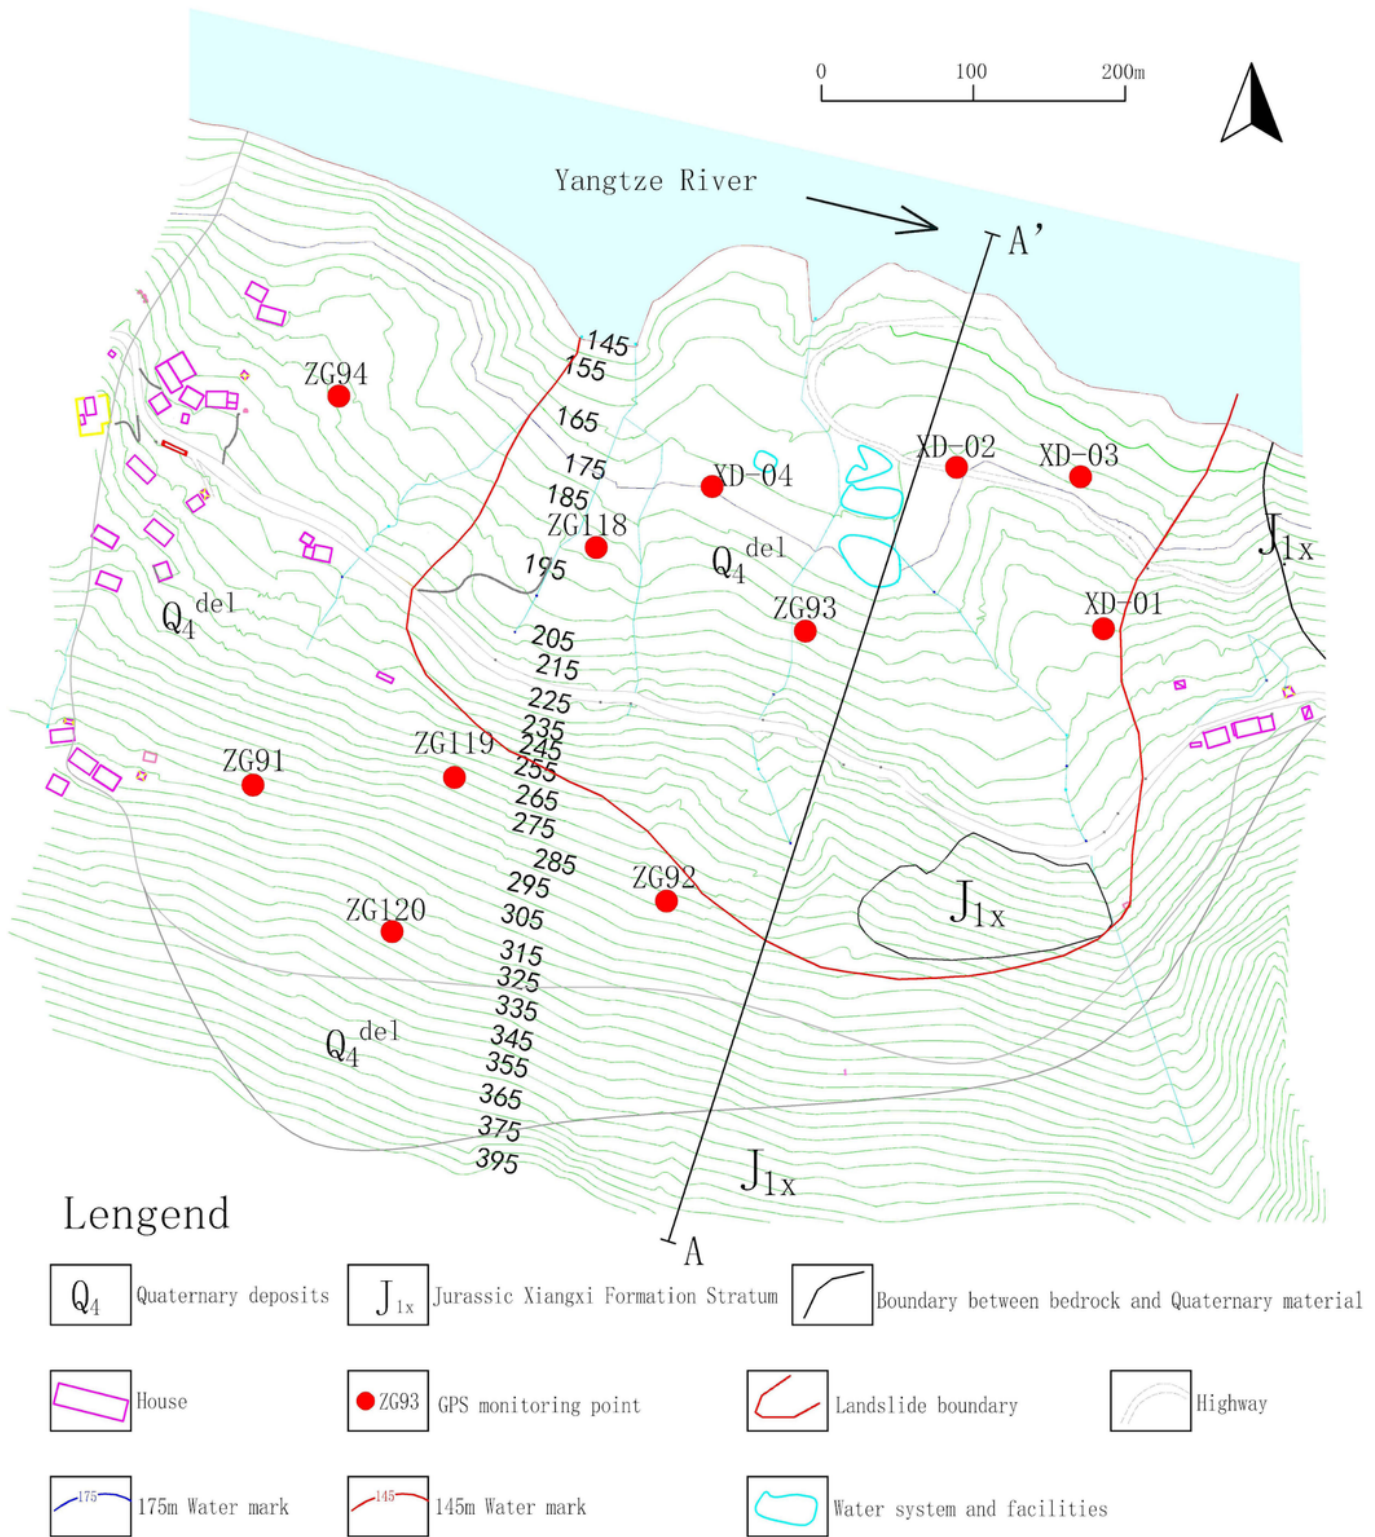 0 100 200m
Yangtze River
A'
145
155
ZG94
165
175
XD-02
XD-03
XD-04
185
ZG118
J1x
Q4del
195
ZG93
XD-01
Q4del
205
215
225
235
ZG119
245
ZG91
255
265
275
285
ZG92
295
J1x
ZG120
305
315
325
335
Q4del
345
355
365
375
395
J1x
A
Lengend
Q4 Quaternary deposits
J1x Jurassic Xiangxi Formation Stratum
Boundary between bedrock and Quaternary material
House
ZG93 GPS monitoring point
Landslide boundary
Highway
175 175m Water mark
145 145m Water mark
Water system and facilities